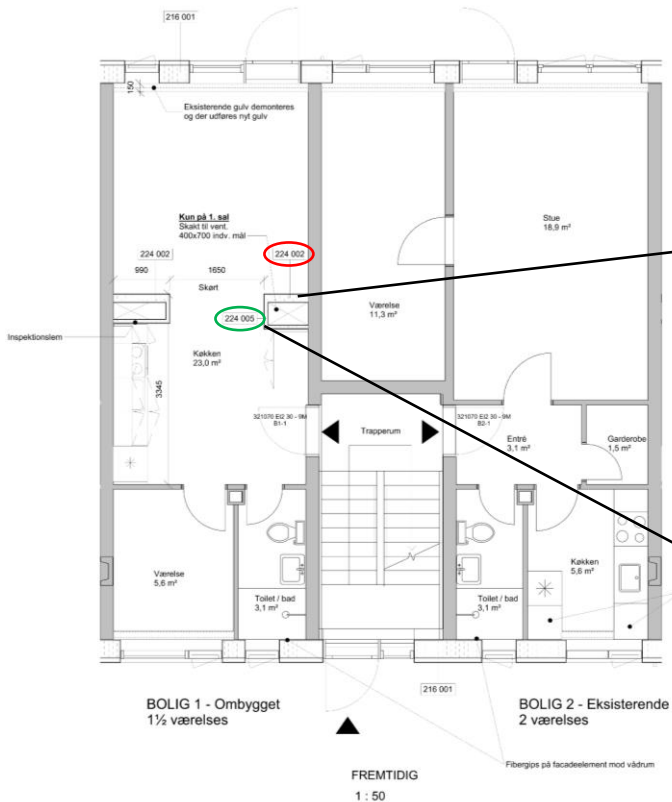 216 001
150
Eksisterende gulv demonteres
og der udføres nyt gulv
Kun på 1. sal
Skakt til vent.
400x700 indv. mål
224 002
224 002
990
1650
Skørt
224 005
Inspektionslem
Køkken
23,0 m²
3345
Værelse
11,3 m²
Stue
18,9 m²
321070 EI2 30 - 9M
B1-1
Trapperum
321070 EI2 30 - 9M
B2-1
Entré
3,1 m²
Garderobe
1,5 m²
Værelse
5,6 m²
Toilet / bad
3,1 m²
Toilet / bad
3,1 m²
Køkken
5,6 m²
216 001
BOLIG 1 - Ombygget
1½ værelses
BOLIG 2 - Eksisterende
2 værelses
Fibergips på facadeelement mod vådrum
FREMTIDIG
1 : 50